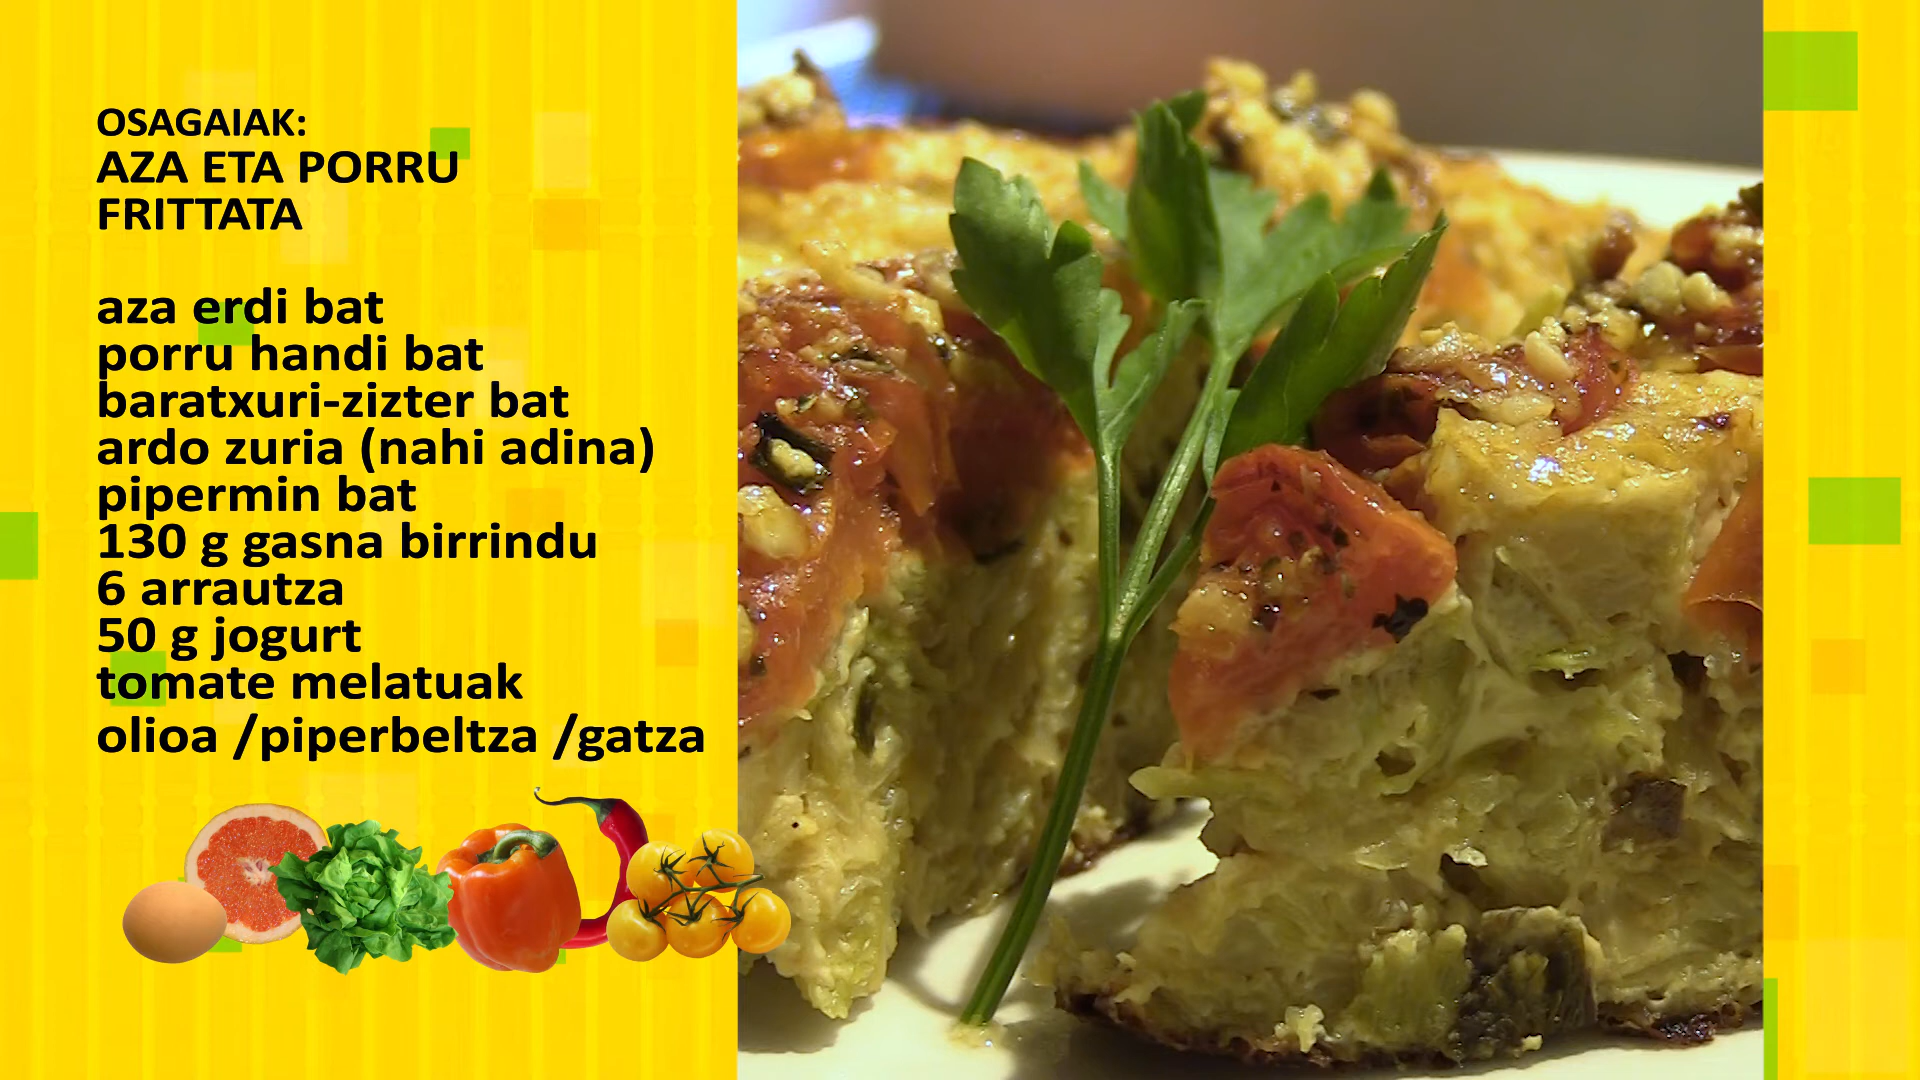 OSAGAIAK:
AZA ETA PORRU
FRITTATA
aza erdi bat
porru handi bat
baratxuri-zizter bat
ardo zuria (nahi adina)
pipermin bat
130 g gasna birrindu
6 arrautza
50 g jogurt
tomate melatuak
olioa /piperbeltza /gatza